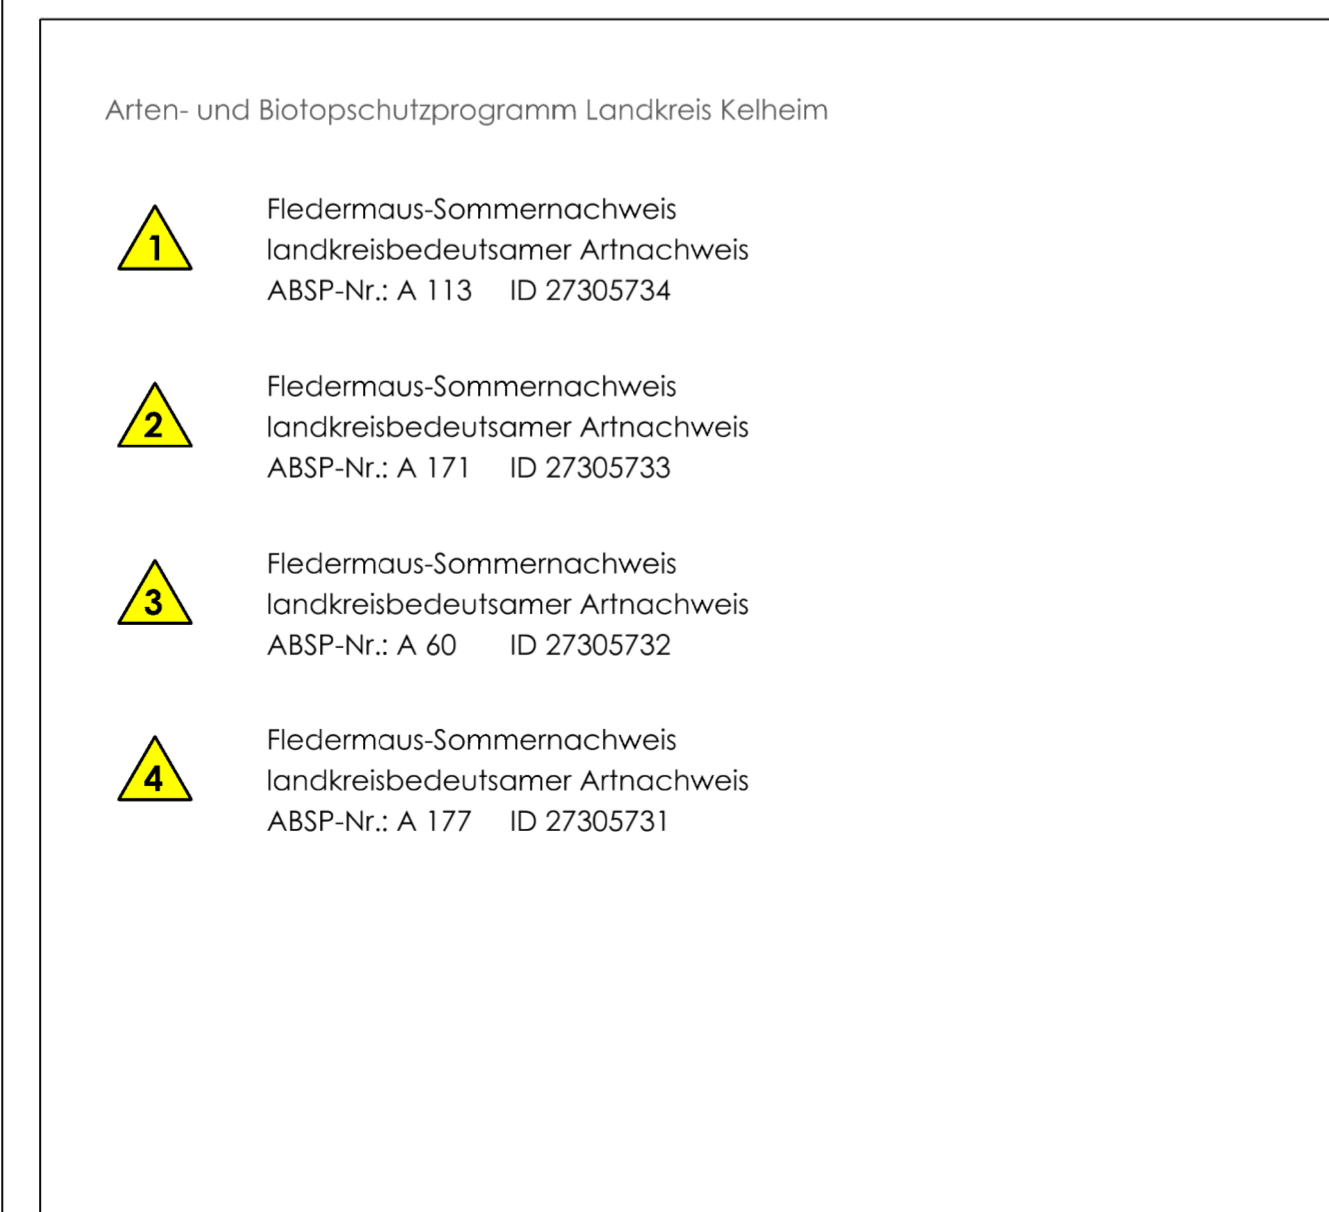 Arten- und Biotopschutzprogramm Landkreis Kelheim
1
Fledermaus-Sommernachweis
landkreisbedeutsamer Artnachweis
ABSP-Nr.: A 113 ID 27305734
2
Fledermaus-Sommernachweis
landkreisbedeutsamer Artnachweis
ABSP-Nr.: A 171 ID 27305733
3
Fledermaus-Sommernachweis
landkreisbedeutsamer Artnachweis
ABSP-Nr.: A 60 ID 27305732
4
Fledermaus-Sommernachweis
landkreisbedeutsamer Artnachweis
ABSP-Nr.: A 177 ID 27305731